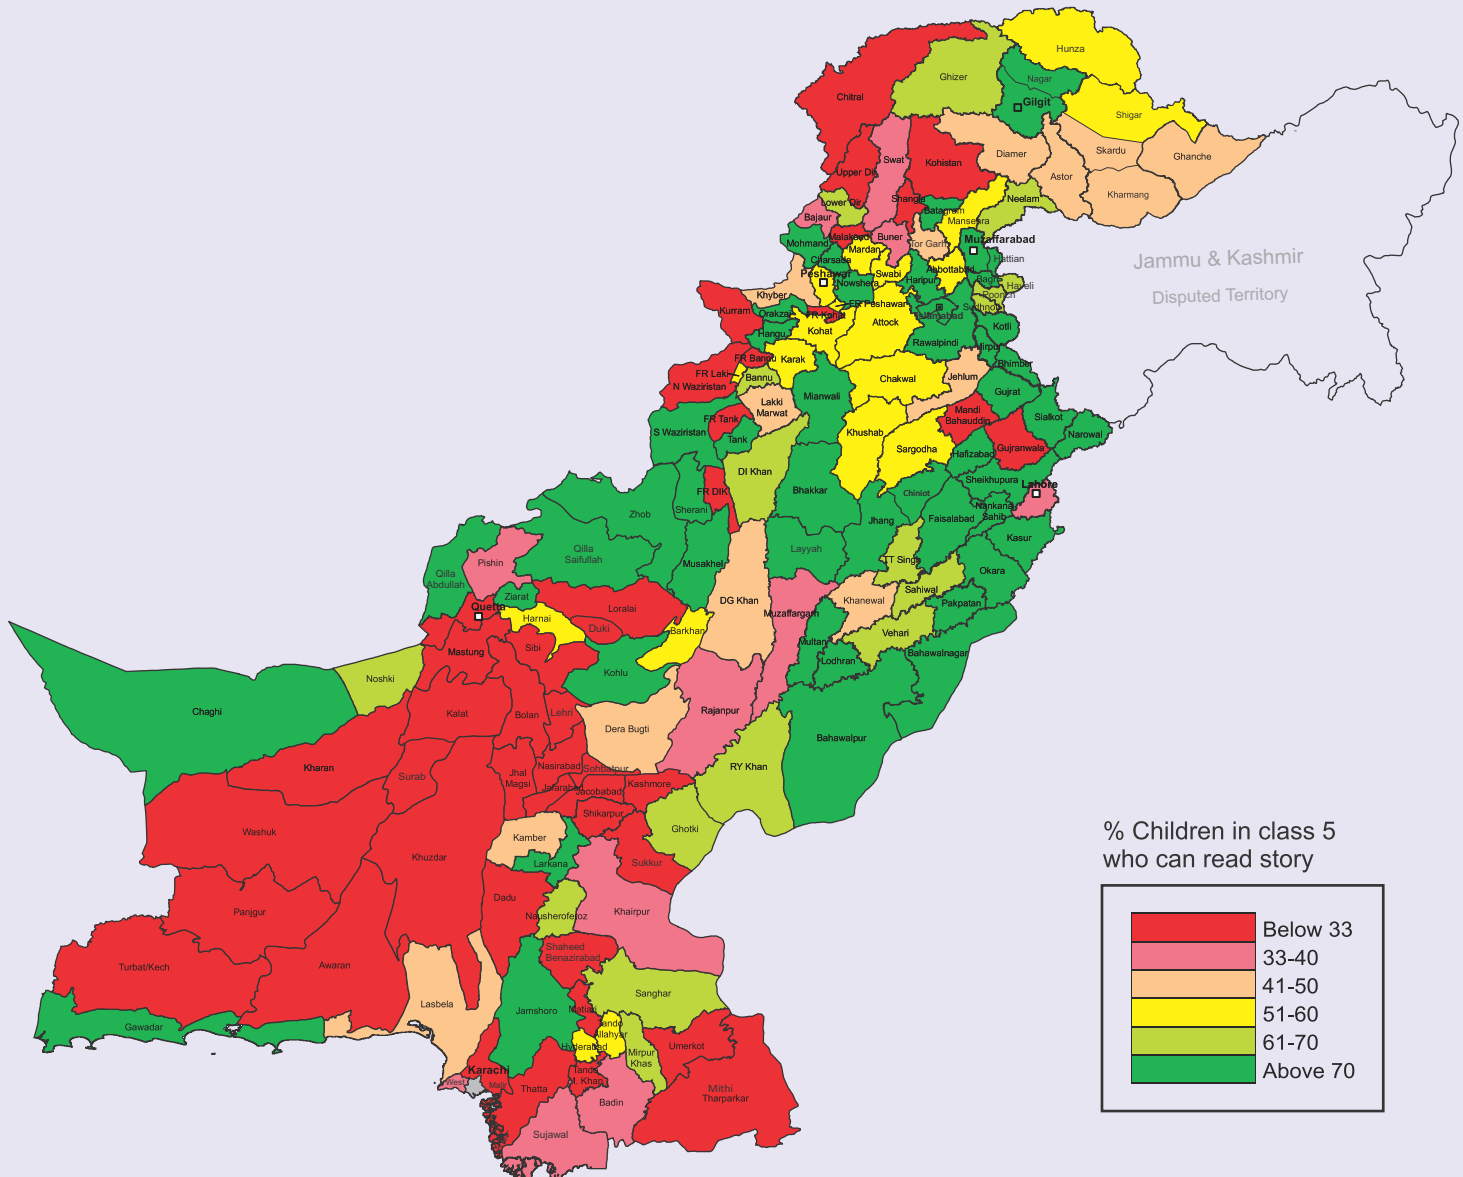 Hunza
Ghizer
Nagar
Chitral
Gilgit
Shigar
Diamer
Skardu
Ghanche
Swat
Kohistan
Upper Dir
Astor
Kharmang
Lower Dir
Shangla
Neelam
Batagram
Bajaur
Mansehra
Malakand
Buner
Mohmand
Tor Garh
Muzaffarabad
Mardan
Charsada
Hattian
Jammu & Kashmir
Disputed Territory
Peshawar
Swabi
Abbottabad
Haripur
Bagh
Haveli
Nowshera
Khyber
Poonch
FR Peshawar
Sudhnoti
Kurram
Orakzai
FR Kohat
Islamabad
Attock
Kohat
Kotli
Hangu
Rawalpindi
Mirpur
FR Bannu
Karak
Bhimber
FR Laki
Bannu
Chakwal
Jehlum
N Waziristan
Gujrat
Mianwali
Lakki
Marwat
Mandi
Bahauddin
Sialkot
FR Tank
S Waziristan
Khushab
Narowal
Tank
Sargodha
Gujranwala
Hafizabad
DI Khan
Sheikhupura
Lahore
FR DIK
Bhakkar
Chiniot
Zhob
Sherani
Nankana
Sahib
Jhang
Faisalabad
Kasur
Qilla
Saifullah
Layyah
Pishin
Musakhel
TT Singh
Okara
Qilla
Abdullah
Sahiwal
Ziarat
DG Khan
Khanewal
Pakpatan
Quetta
Loralai
Muzaffargarh
Harnai
Duki
Barkhan
Vehari
Multan
Sibi
Mastung
Lodhran
Bahawalnagar
Kohlu
Noshki
Chaghi
Kalat
Bolan
Lehri
Rajanpur
Dera Bugti
Bahawalpur
Kharan
Nasirabad
Sohbatpur
RY Khan
Surab
Jhal
Magsi
Jafarabad
Jacobabad
Kashmore
Shikarpur
Washuk
Kamber
Ghotki
% Children in class 5
who can read story
Khuzdar
Larkana
Sukkur
Dadu
Panjgur
Nausheroferoz
Khairpur
Below 33
Shaheed
Benazirabad
33-40
Turbat/Kech
Awaran
41-50
Lasbela
Sanghar
Jamshoro
Matiari
51-60
Gawadar
Tando
Allahyar
Hyderabad
Umerkot
61-70
Mirpur
Khas
Karachi
Tando
M. Khan
Above 70
West
Malir
Thatta
Mithi
Tharparkar
Badin
Sujawal